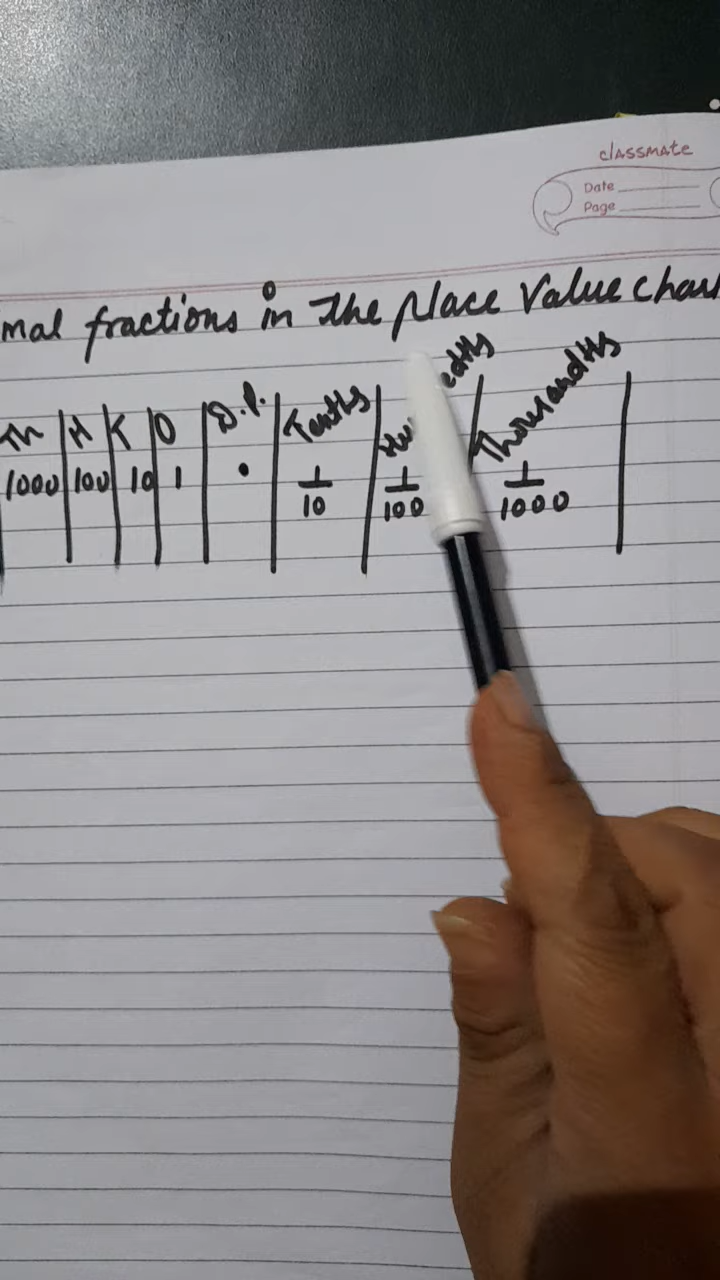 classmate
Date
Page
mal fractions in the place value chart
Th H T O D.P. Tenths Thousandths
1000 100 10 1 . 1/10 1/100 1/1000